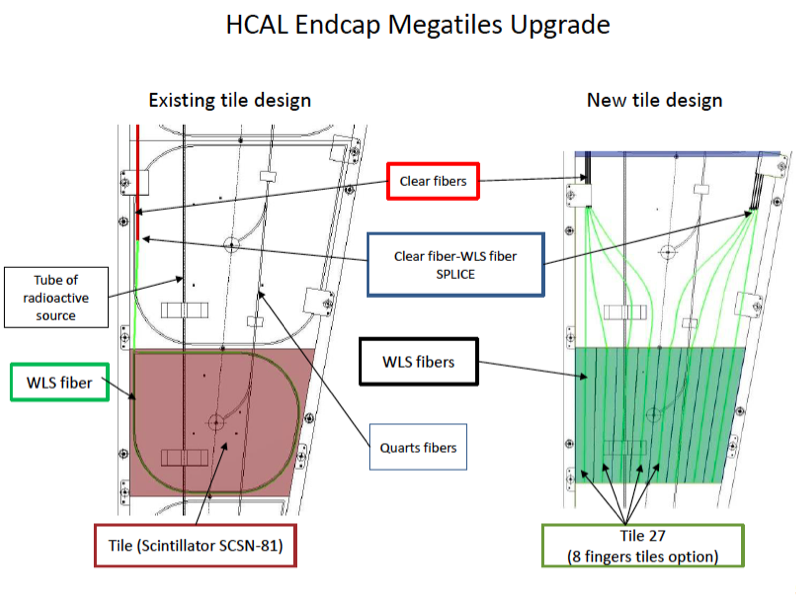 HCAL Endcap Megatiles Upgrade
Existing tile design
New tile design
Clear fibers
Clear fiber-WLS fiber
SPLICE
Tube of
radioactive
source
WLS fibers
WLS fiber
Quarts fibers
Tile (Scintillator SCSN-81)
Tile 27
(8 fingers tiles option)